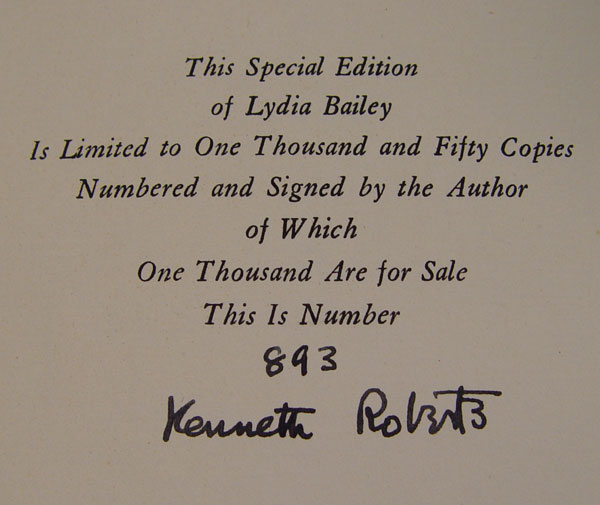 This Special Edition
of Lydia Bailey
Is Limited to One Thousand and Fifty Copies
Numbered and Signed by the Author
of Which
One Thousand Are for Sale
This Is Number
893
Kenneth Roberts